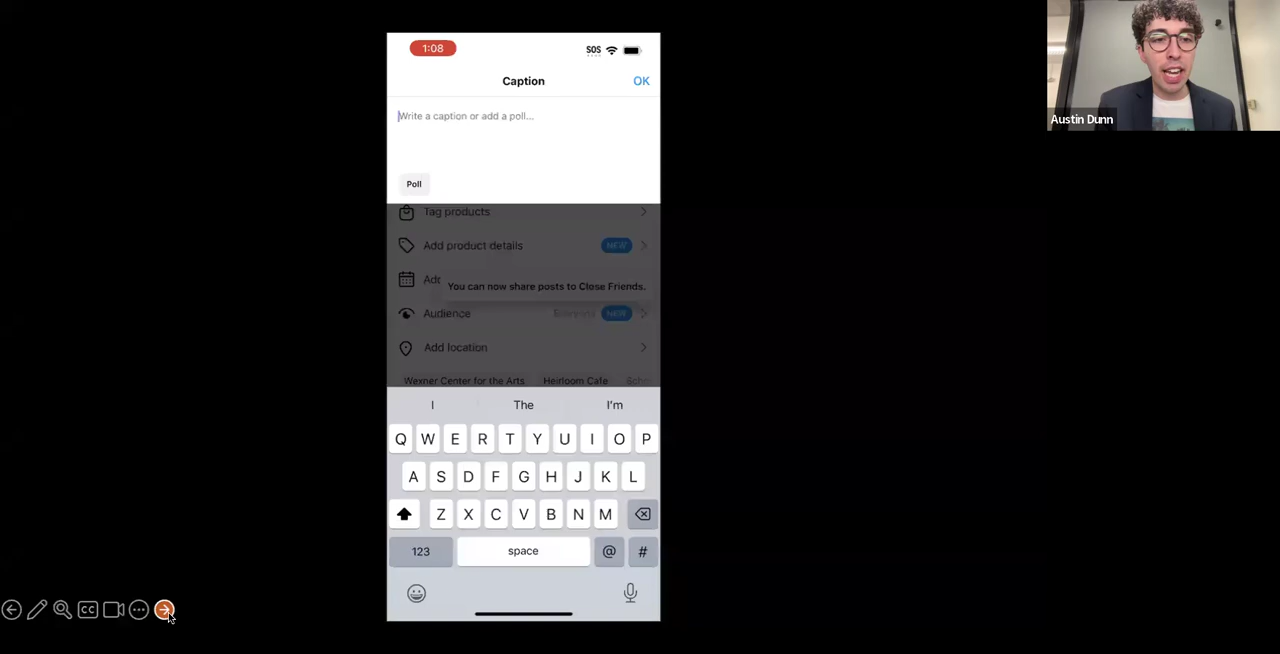 1:08
SOS
Caption
OK
Write a caption or add a poll...
Poll
Tag products
Add product details NEW
Add
You can now share posts to Close Friends.
Audience NEW
Add location
Wexner Center for the Arts Heirloom Cafe
I The I'm
Q W E R T Y U I O P
A S D F G H J K L
Z X C V B N M
123 space @ #
CC
Austin Dunn